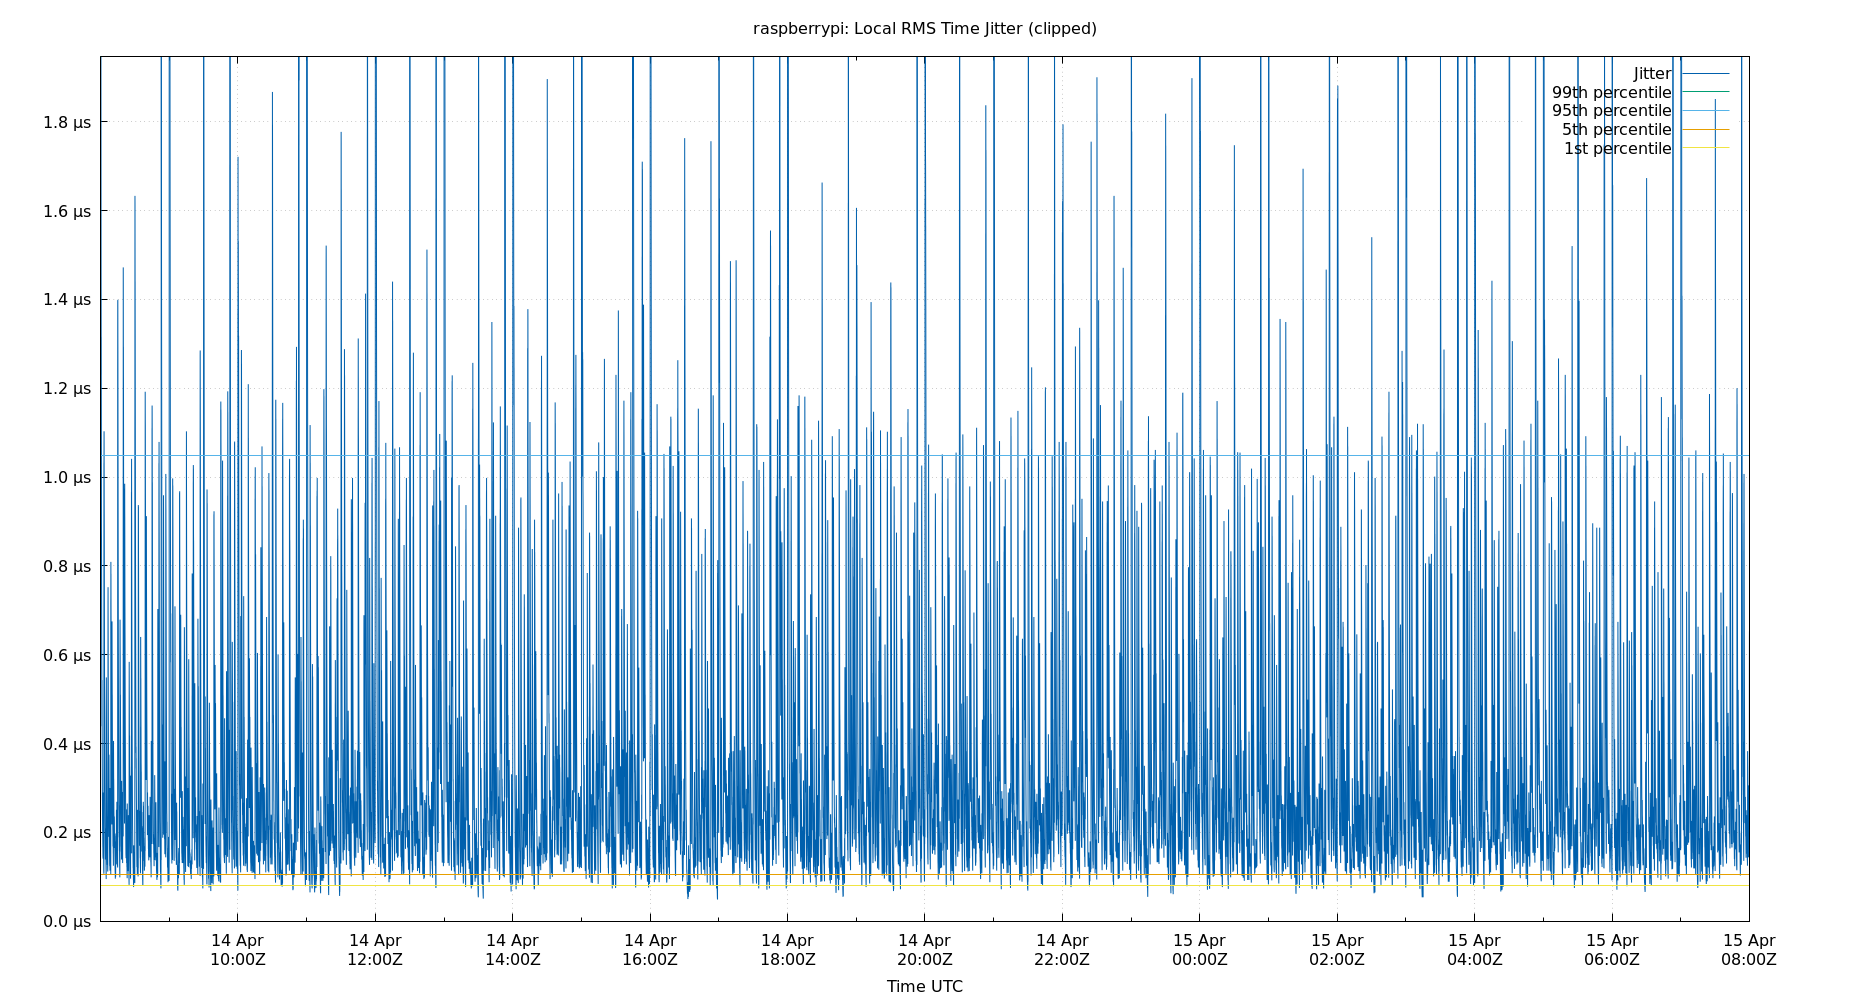 raspberrypi: Local RMS Time Jitter (clipped)
Jitter
99th percentile
95th percentile
5th percentile
1st percentile
1.8 µs
1.6 µs
1.4 µs
1.2 µs
1.0 µs
0.8 µs
0.6 µs
0.4 µs
0.2 µs
0.0 µs
14 Apr 14 Apr 14 Apr 14 Apr 14 Apr 14 Apr 14 Apr 15 Apr 15 Apr 15 Apr 15 Apr 15 Apr
10:00Z 12:00Z 14:00Z 16:00Z 18:00Z 20:00Z 22:00Z 00:00Z 02:00Z 04:00Z 06:00Z 08:00Z
Time UTC